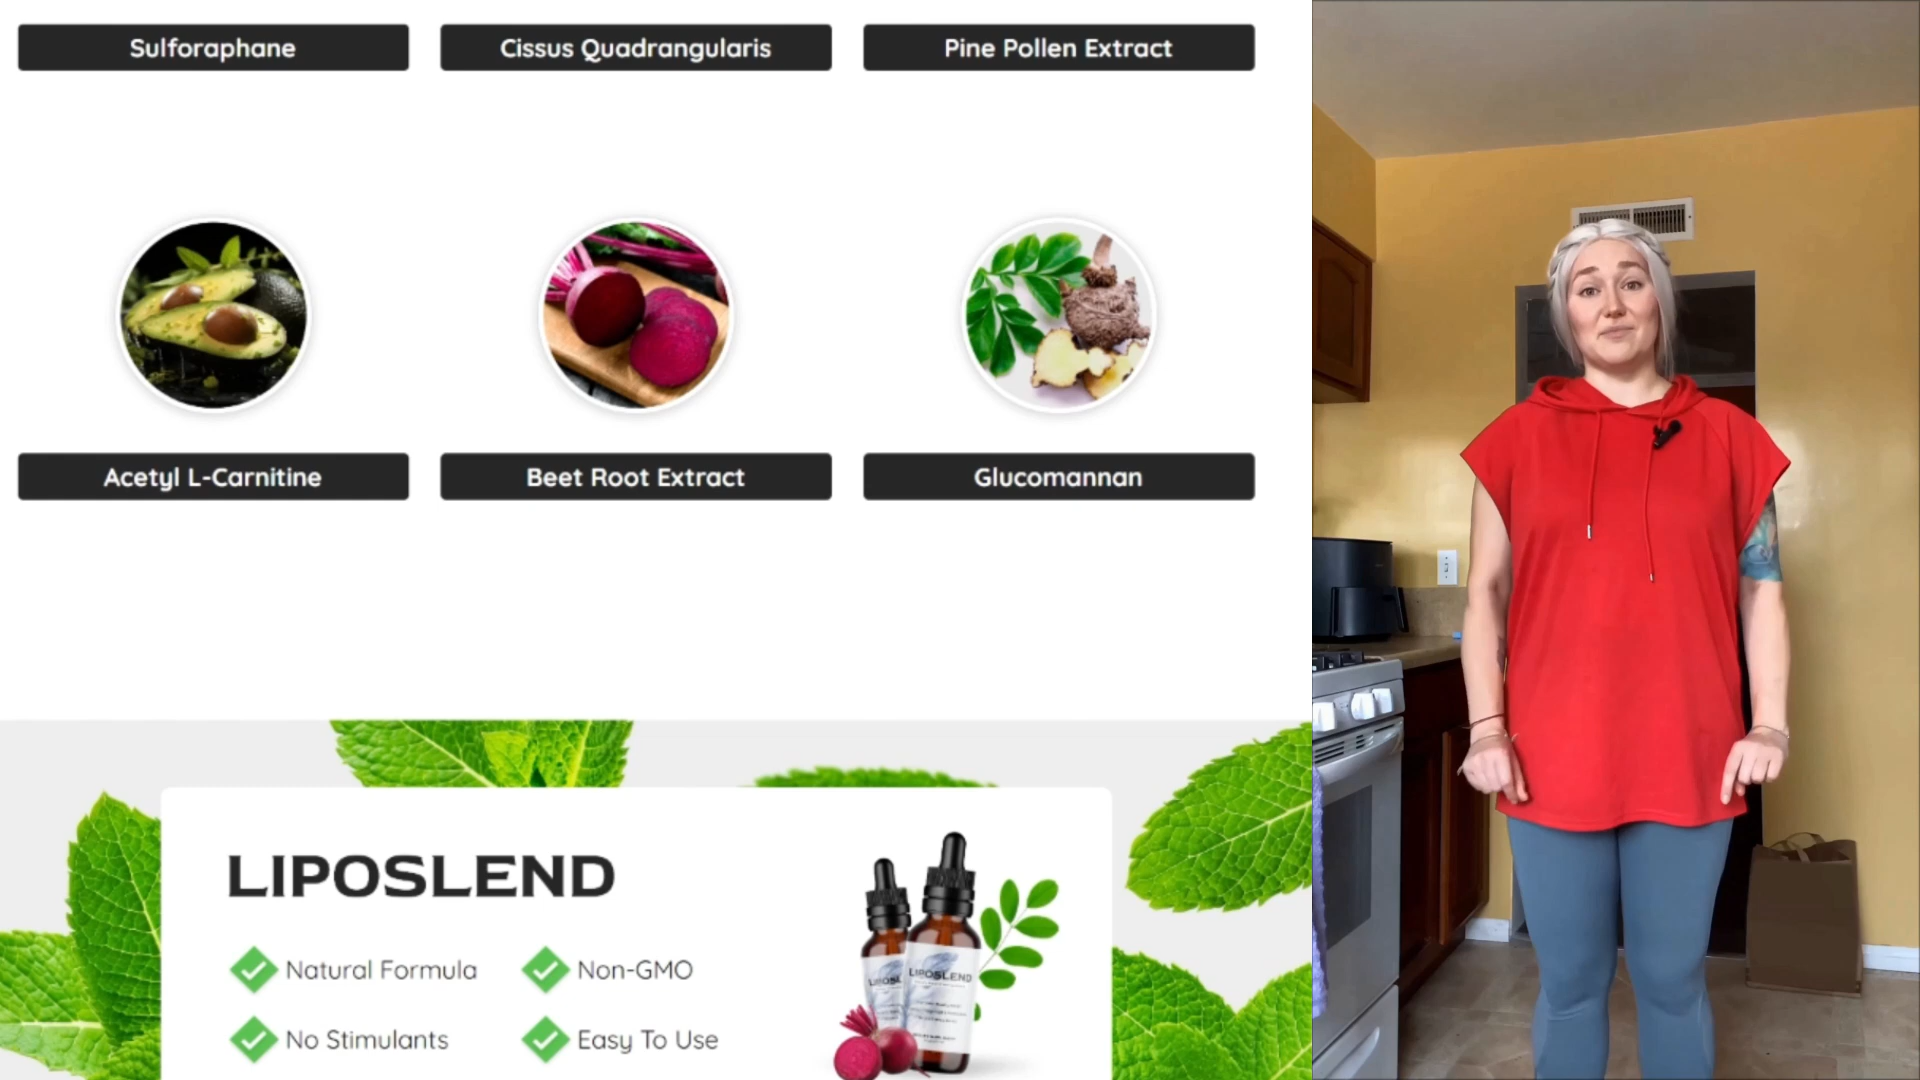 Sulforaphane
Cissus Quadrangularis
Pine Pollen Extract
Acetyl L-Carnitine
Beet Root Extract
Glucomannan
LIPOSLEND
Natural Formula
Non-GMO
No Stimulants
Easy To Use
LIPOSLEND